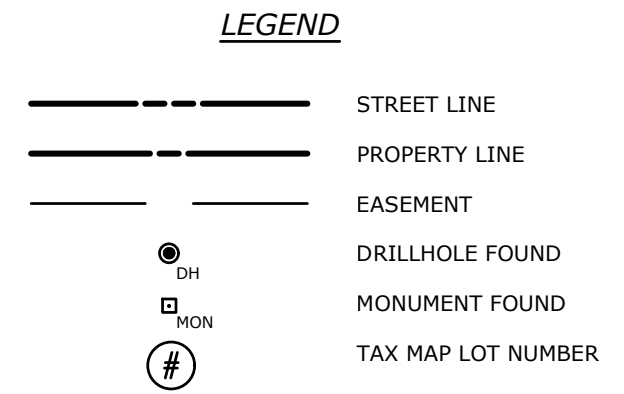 LEGEND
STREET LINE
PROPERTY LINE
EASEMENT
DH DRILLHOLE FOUND
MON MONUMENT FOUND
# TAX MAP LOT NUMBER